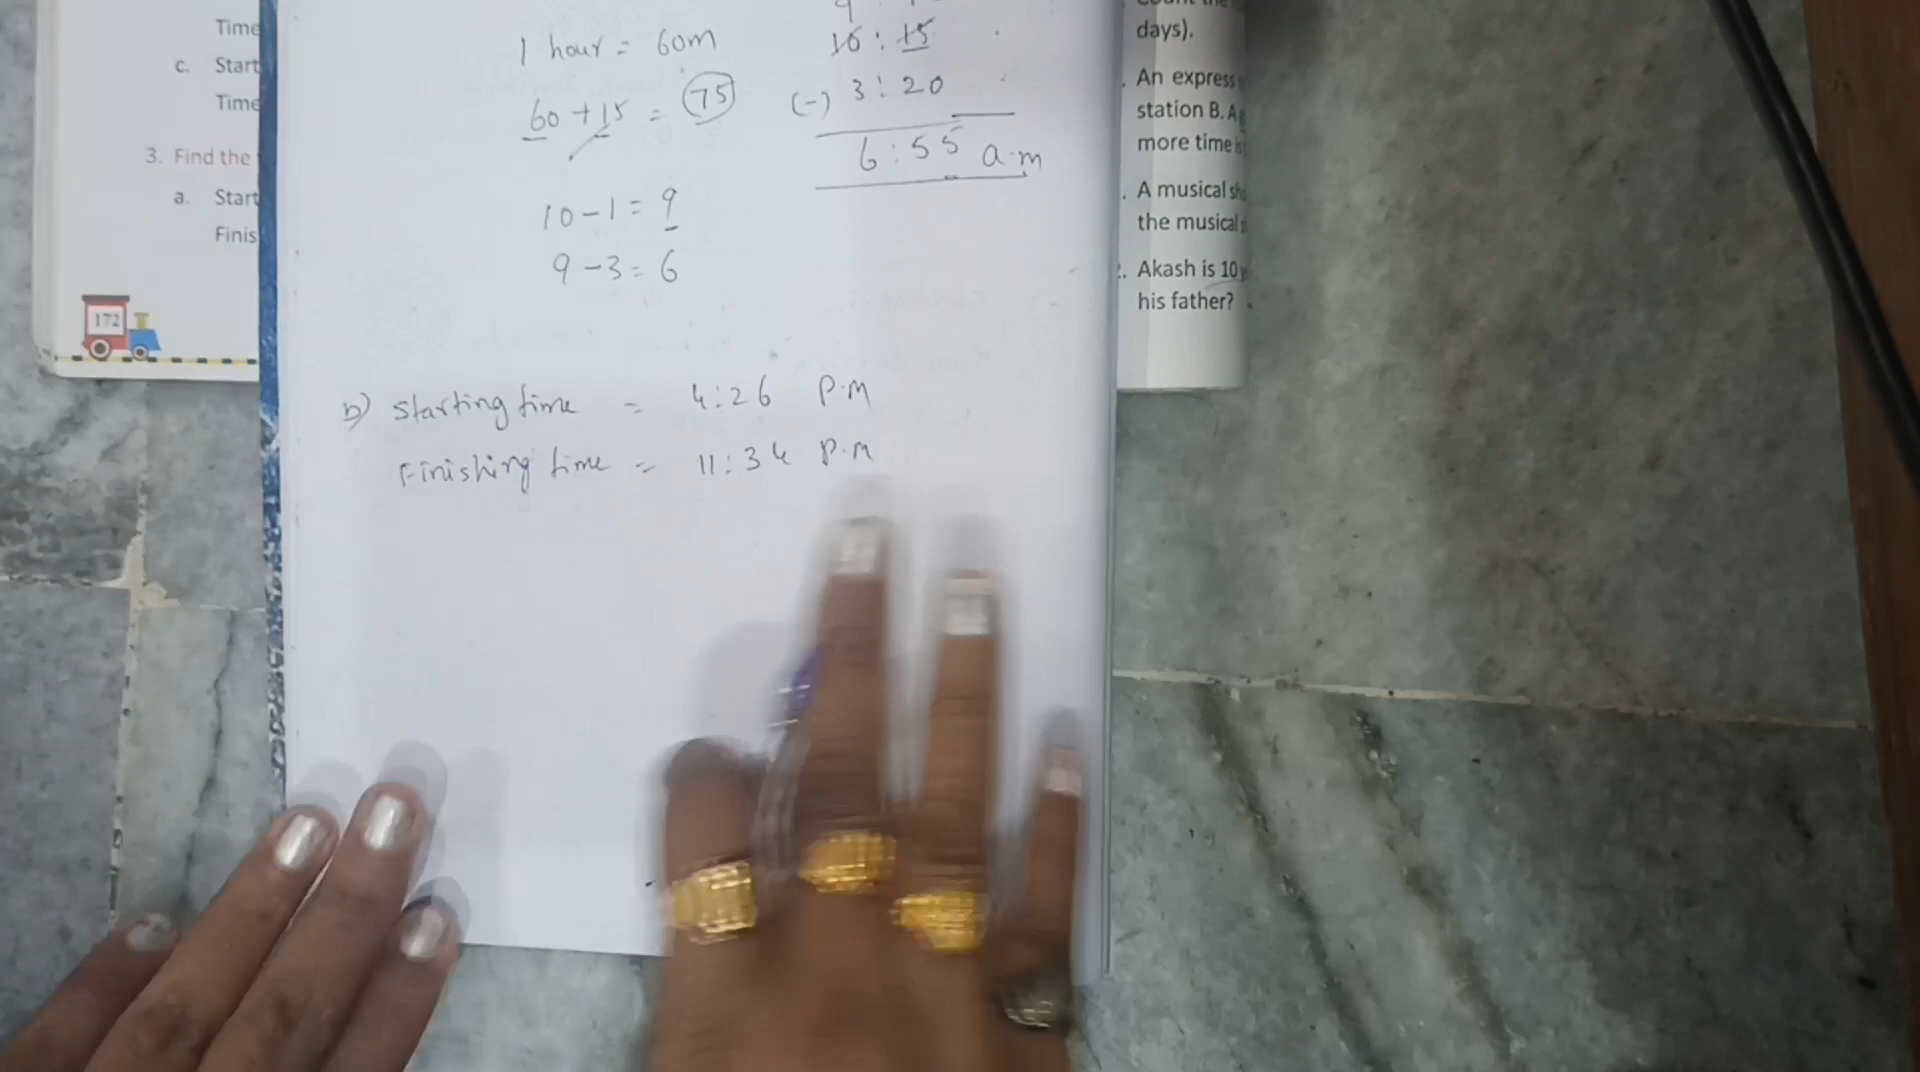 Time
c. Start
Time
3. Find the
a. Start
Finis
172
1 hour = 60m
60 + 15 = 75
10 - 1 = 9
9 - 3 = 6
10 : 15
(-) 3 : 20
6 : 55 a.m
b) starting time = 4:26 P.M
Finishing time = 11:34 P.M
days).
An express
station B. A
more time is
A musical
the musical
Akash is 10
his father?